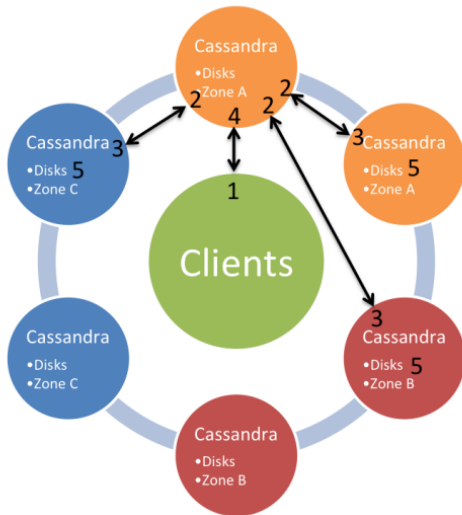 Cassandra
•Disks
•Zone A
2
4
2
2
Cassandra
3
•Disks 5
•Zone C
3
Cassandra
•Disks 5
•Zone A
1
Clients
3
Cassandra
•Disks
•Zone C
Cassandra
•Disks 5
•Zone B
Cassandra
•Disks
•Zone B